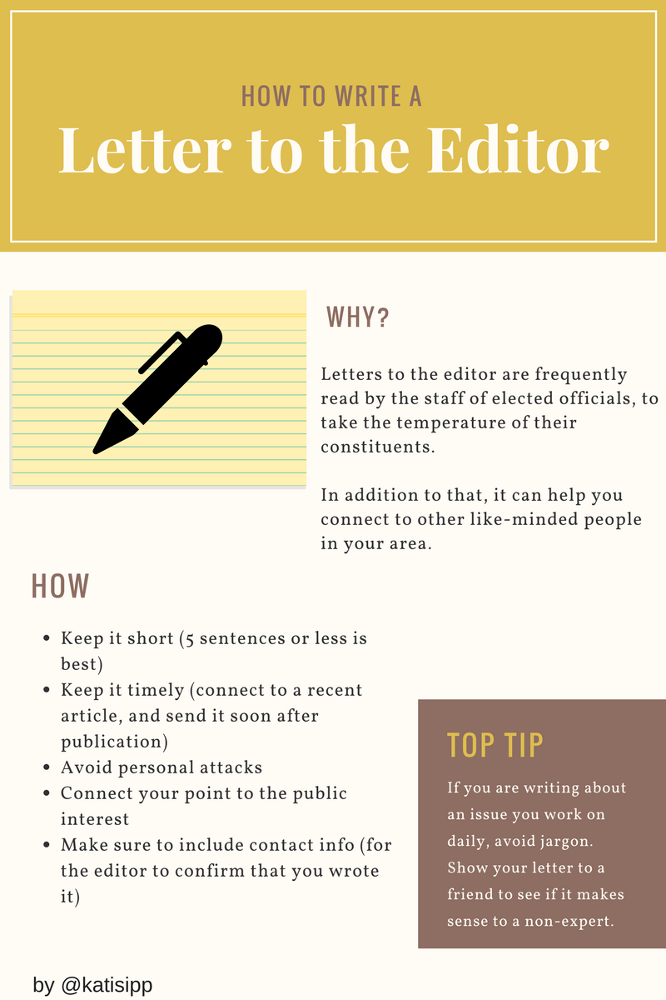 HOW TO WRITE A
Letter to the Editor
WHY?
Letters to the editor are frequently
read by the staff of elected officials, to
take the temperature of their
constituents.
In addition to that, it can help you
connect to other like-minded people
in your area.
HOW
• Keep it short (5 sentences or less is
best)
• Keep it timely (connect to a recent
article, and send it soon after
publication)
• Avoid personal attacks
• Connect your point to the public
interest
• Make sure to include contact info (for
the editor to confirm that you wrote
it)
TOP TIP
If you are writing about
an issue you work on
daily, avoid jargon.
Show your letter to a
friend to see if it makes
sense to a non-expert.
by @katisipp